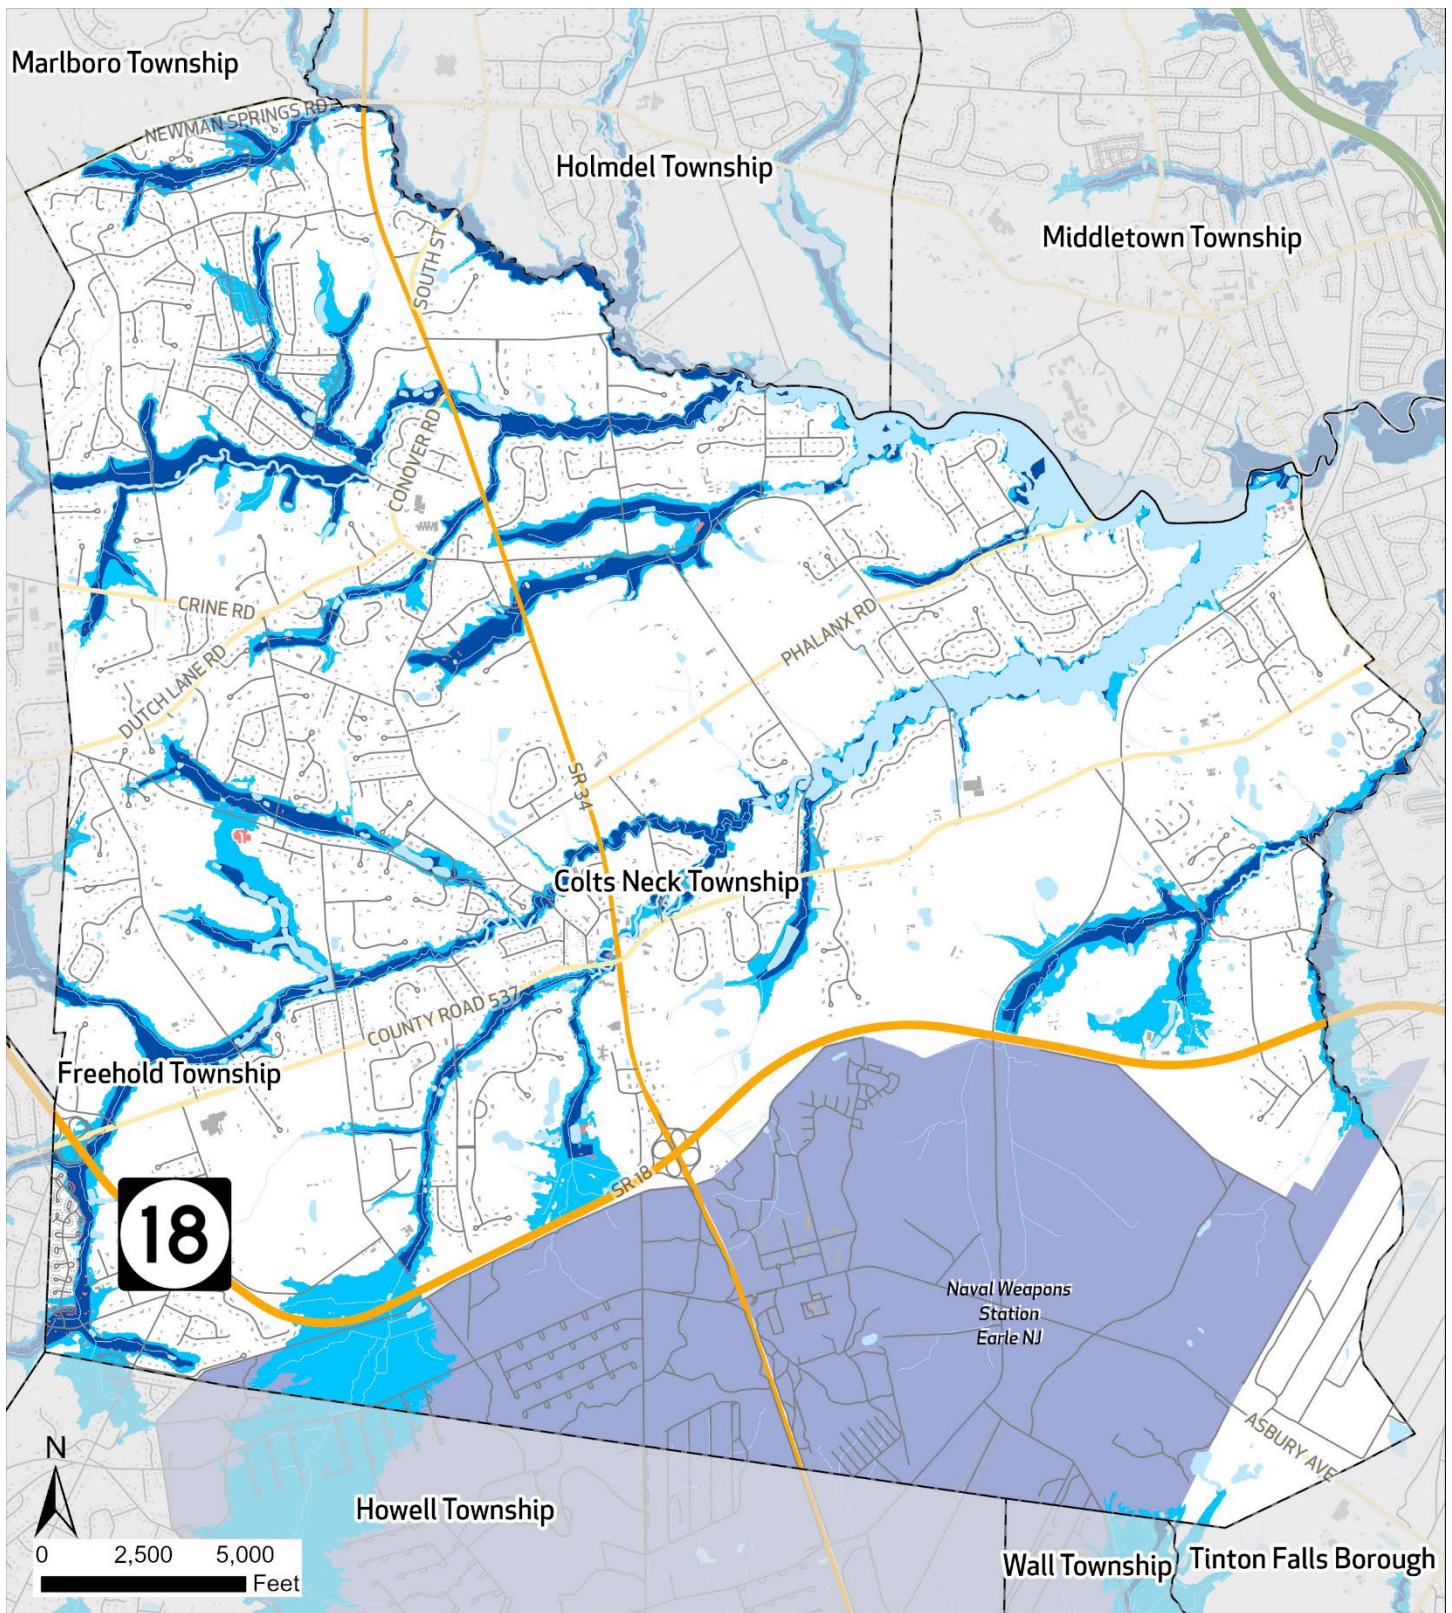 Marlboro Township
NEWMAN SPRINGS RD
Holmdel Township
Middletown Township
SOUTH ST
CONOVER RD
CRINE RD
DUTCH LANE RD
PHALANX RD
SR 34
Colts Neck Township
COUNTY ROAD 537
Freehold Township
18
SR 18
Naval Weapons
Station
Earle NJ
ASBURY AVE
N
Howell Township
0 2,500 5,000
Feet
Wall Township
Tinton Falls Borough